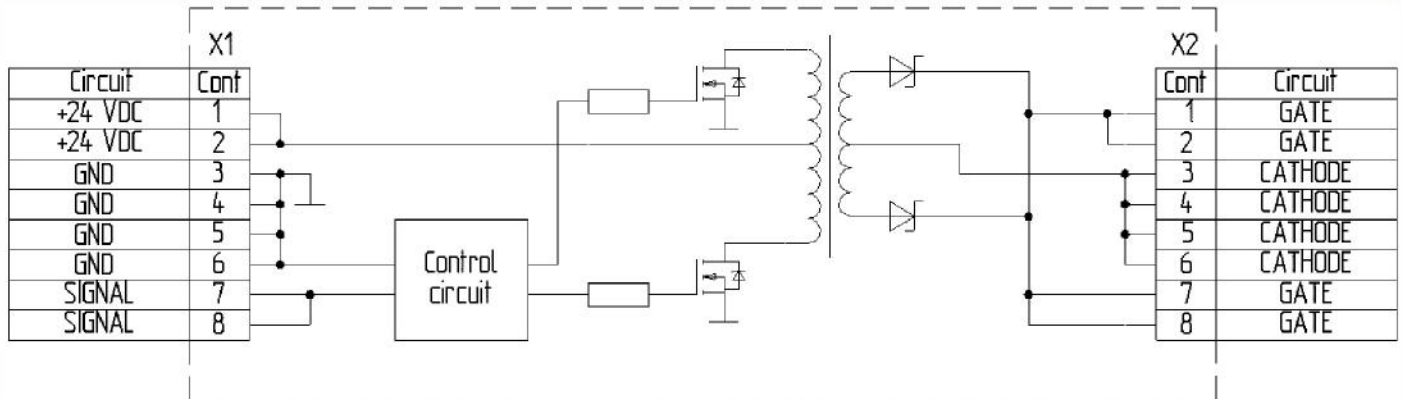 X1
Circuit Cont
+24 VDC 1
+24 VDC 2
GND 3
GND 4
GND 5
GND 6
SIGNAL 7
SIGNAL 8
Control
circuit
X2
Cont Circuit
1 GATE
2 GATE
3 CATHODE
4 CATHODE
5 CATHODE
6 CATHODE
7 GATE
8 GATE